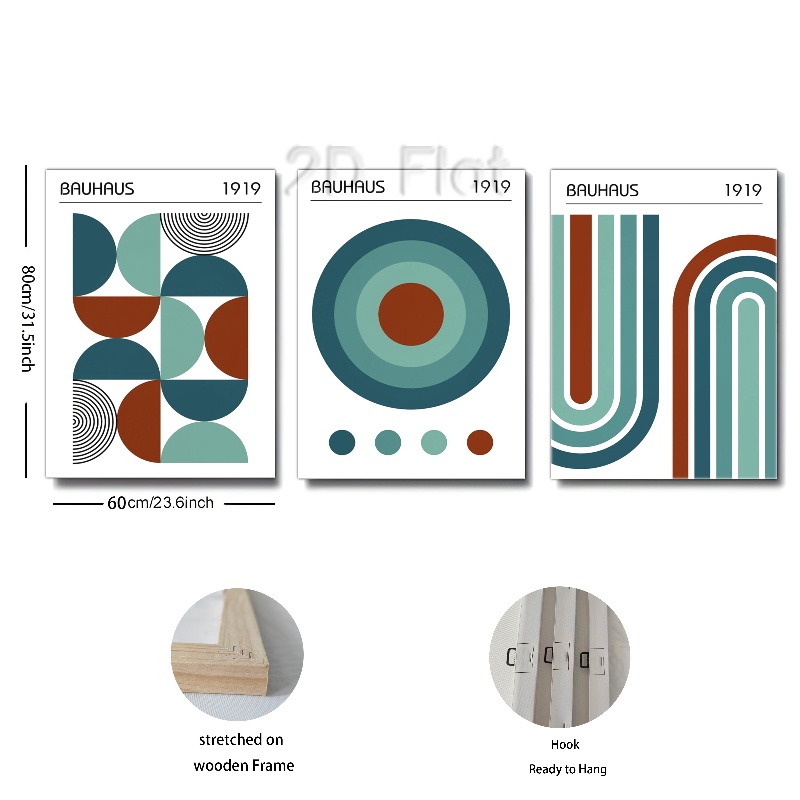 2D Flat
BAUHAUS 1919
BAUHAUS 1919
BAUHAUS 1919
80cm/31.5inch
60cm/23.6inch
stretched on
wooden Frame
Hook
Ready to Hang